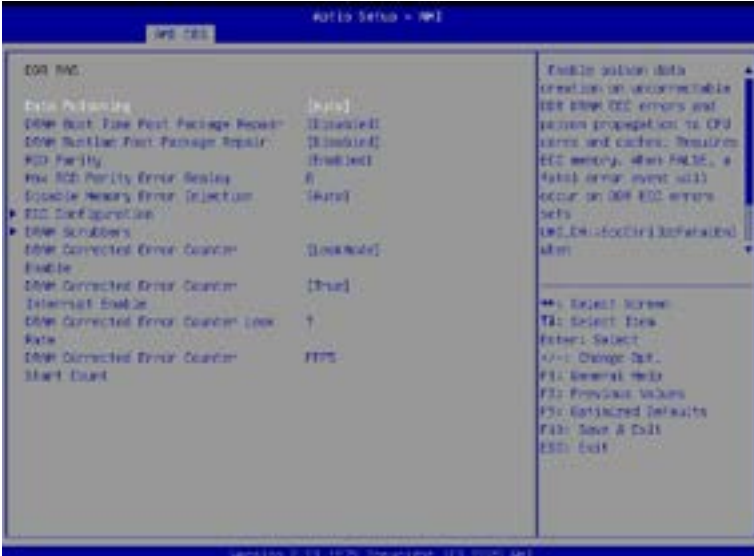 Aptio Setup - AMI
AMD CBS
DDR RAS
Data Poisoning [Auto]
DRAM Boot Time Post Package Repair [Disabled]
DRAM Runtime Post Package Repair [Disabled]
RCD Parity [Enabled]
Max RCD Parity Error Replay 8
Disable Memory Error Injection [Auto]
ECC Configuration
DRAM Scrubbers
DRAM Corrected Error Counter [LeakMode]
Enable
DRAM Corrected Error Counter [True]
Interrupt Enable
DRAM Corrected Error Counter Leak 7
Rate
DRAM Corrected Error Counter FFF5
Start Count
Enable poison data
creation on uncorrectable
DDR DRAM ECC errors and
poison propagation to CPU
cores and caches. Requires
ECC memory. When FALSE, a
fatal error event will
occur on DDR ECC errors
Sets
when
Select Screen
Select Item
Enter: Select
+/-: Change Opt.
F1: General Help
F2: Previous Values
F9: Optimized Defaults
F10: Save & Exit
ESC: Exit
Version Copyright (C) AMI